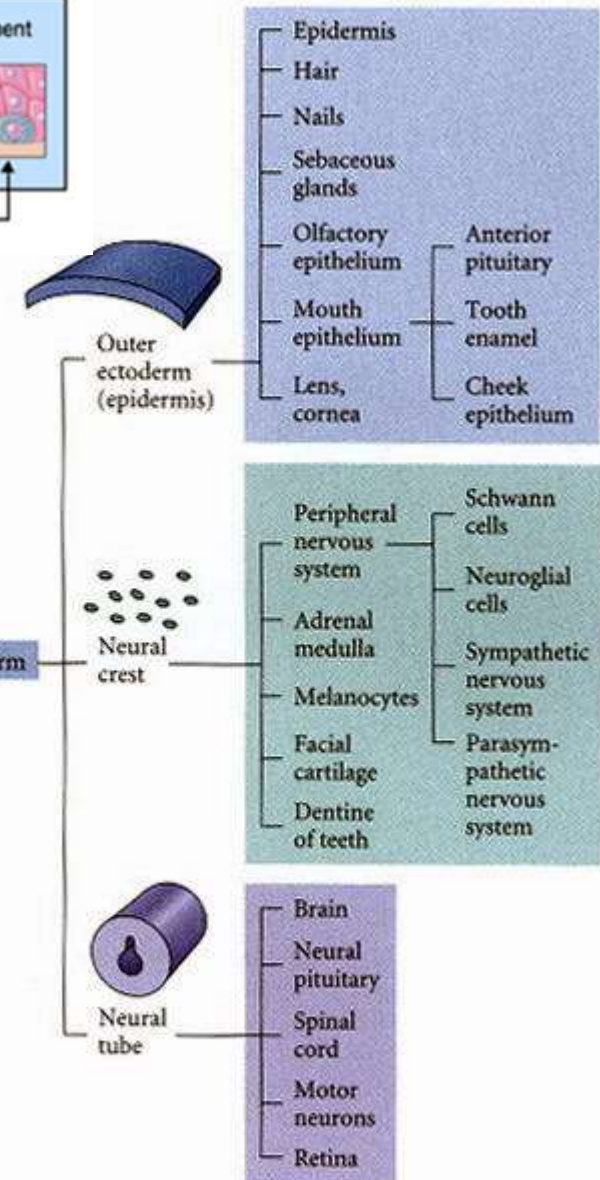 Epidermis
Hair
Nails
Sebaceous
glands
Olfactory
epithelium
Mouth
epithelium
Lens,
cornea
Anterior
pituitary
Tooth
enamel
Cheek
epithelium
Outer
ectoderm
(epidermis)
Peripheral
nervous
system
Adrenal
medulla
Melanocytes
Facial
cartilage
Dentine
of teeth
Schwann
cells
Neuroglial
cells
Sympathetic
nervous
system
Parasym-
pathetic
nervous
system
Neural
crest
Brain
Neural
pituitary
Spinal
cord
Motor
neurons
Retina
Neural
tube